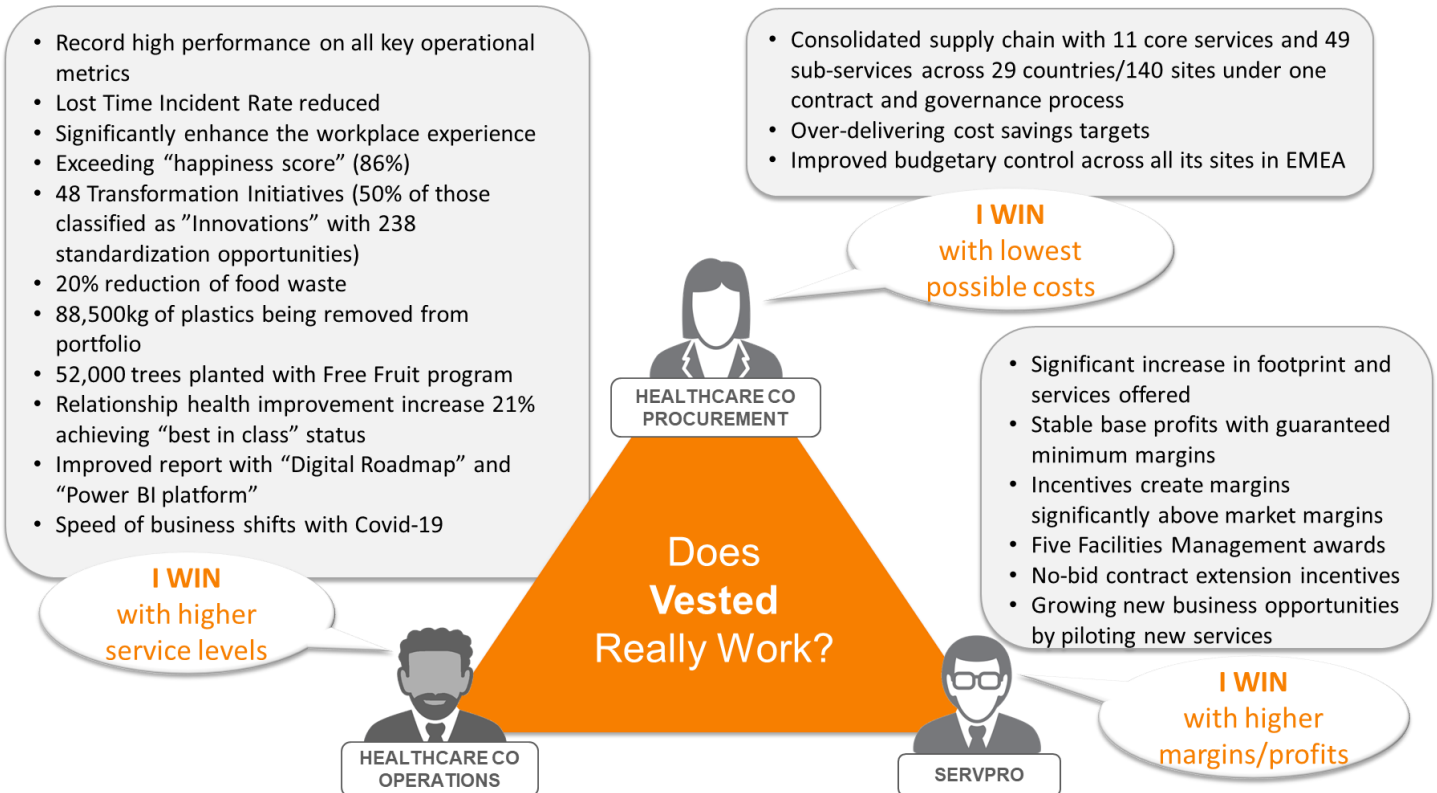 • Record high performance on all key operational
metrics
• Lost Time Incident Rate reduced
• Significantly enhance the workplace experience
• Exceeding “happiness score” (86%)
• 48 Transformation Initiatives (50% of those
classified as ”Innovations” with 238
standardization opportunities)
• 20% reduction of food waste
• 88,500kg of plastics being removed from
portfolio
• 52,000 trees planted with Free Fruit program
• Relationship health improvement increase 21%
achieving “best in class” status
• Improved report with “Digital Roadmap” and
“Power BI platform”
• Speed of business shifts with Covid-19
I WIN
with higher
service levels
HEALTHCARE CO
OPERATIONS
• Consolidated supply chain with 11 core services and 49
sub-services across 29 countries/140 sites under one
contract and governance process
• Over-delivering cost savings targets
• Improved budgetary control across all its sites in EMEA
I WIN
with lowest
possible costs
HEALTHCARE CO
PROCUREMENT
Does
Vested
Really Work?
• Significant increase in footprint and
services offered
• Stable base profits with guaranteed
minimum margins
• Incentives create margins
significantly above market margins
• Five Facilities Management awards
• No-bid contract extension incentives
• Growing new business opportunities
by piloting new services
I WIN
with higher
margins/profits
SERVPRO